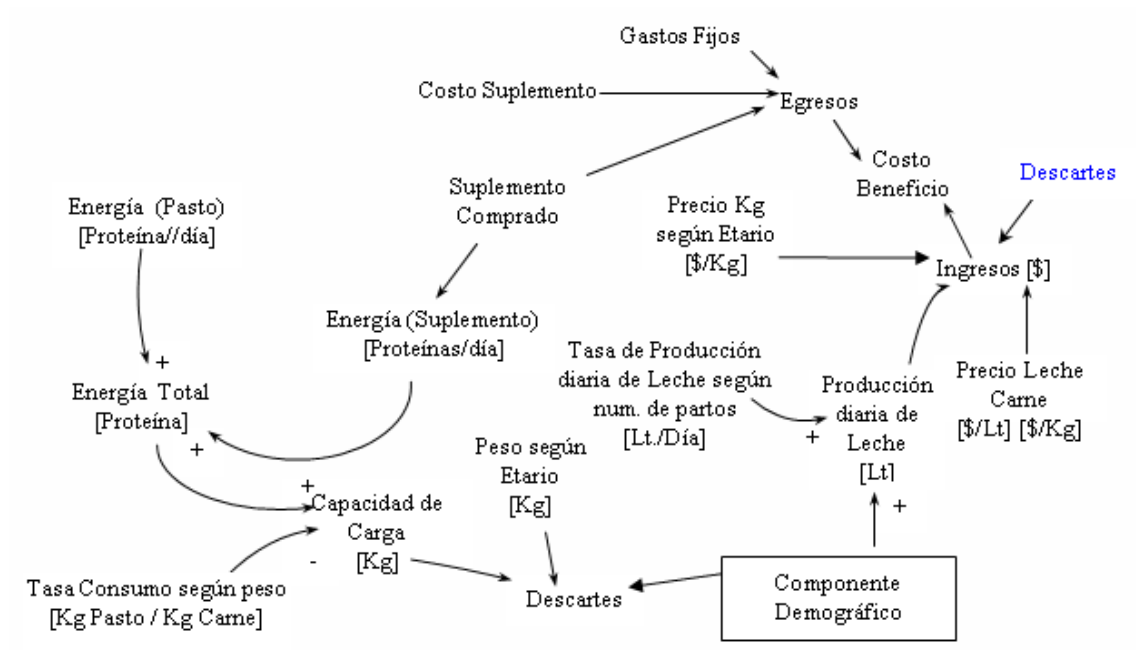 Gastos Fijos
Costo Suplemento
Egresos
Costo
Beneficio
Descartes
Suplemento
Comprado
Energía (Pasto)
[Proteína//día]
Precio Kg
según Etario
[$/Kg]
Ingresos [$]
Energía (Suplemento)
[Proteínas/día]
Tasa de Producción
diaria de Leche según
num. de partos
[Lt./Día]
+
Producción
diaria de
Leche
[Lt]
+
Precio Leche
Carne
[$/Lt] [$/Kg]
+
Energía Total
[Proteína]
+
Peso según
Etario
[Kg]
+
Capacidad de
Carga
[Kg]
-
Tasa Consumo según peso
[Kg Pasto / Kg Carne]
Descartes
Componente
Demográfico